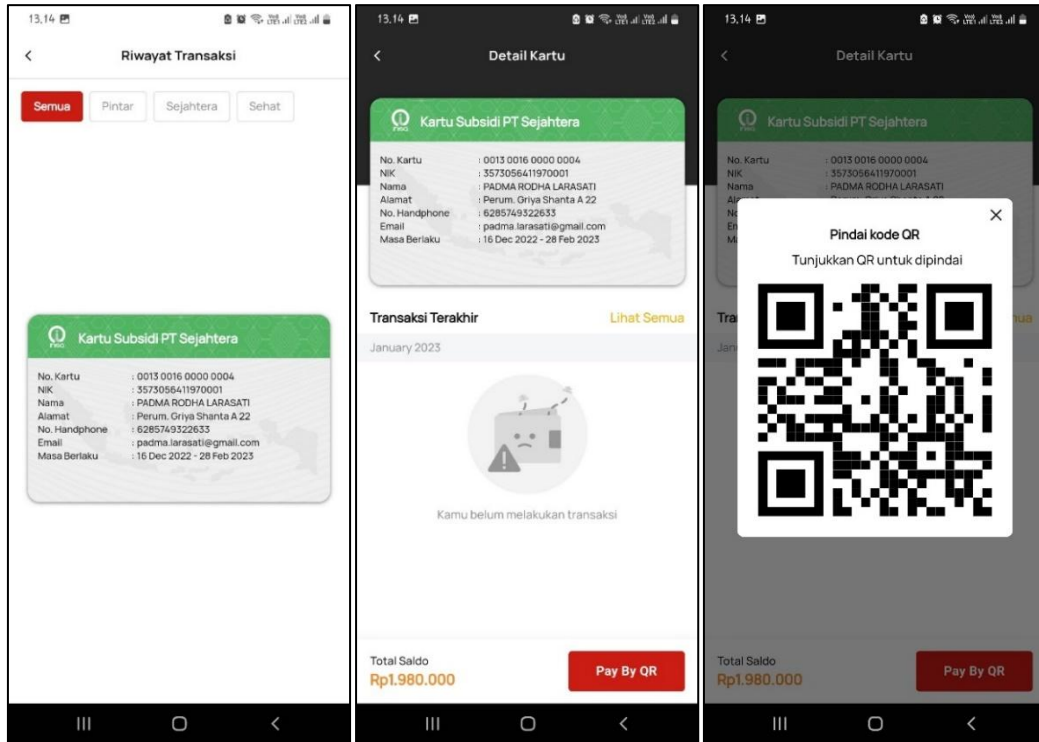 13.14
Riwayat Transaksi
Semua
Pintar
Sejahtera
Sehat
Kartu Subsidi PT Sejahtera
No. Kartu : 0013 0016 0000 0004
NIK : 3573056411970001
Nama : PADMA RODHA LARASATI
Alamat : Perum. Griya Shanta A 22
No. Handphone : 6285749322633
Email : padma.larasati@gmail.com
Masa Berlaku : 16 Dec 2022 - 28 Feb 2023
13.14
Detail Kartu
Kartu Subsidi PT Sejahtera
No. Kartu : 0013 0016 0000 0004
NIK : 3573056411970001
Nama : PADMA RODHA LARASATI
Alamat : Perum. Griya Shanta A 22
No. Handphone : 6285749322633
Email : padma.larasati@gmail.com
Masa Berlaku : 16 Dec 2022 - 28 Feb 2023
Transaksi Terakhir
Lihat Semua
January 2023
Kamu belum melakukan transaksi
Total Saldo
Rp1.980.000
Pay By QR
13.14
Detail Kartu
Kartu Subsidi PT Sejahtera
No. Kartu : 0013 0016 0000 0004
NIK : 3573056411970001
Nama : PADMA RODHA LARASATI
Pindai kode QR
Tunjukkan QR untuk dipindai
Total Saldo
Rp1.980.000
Pay By QR